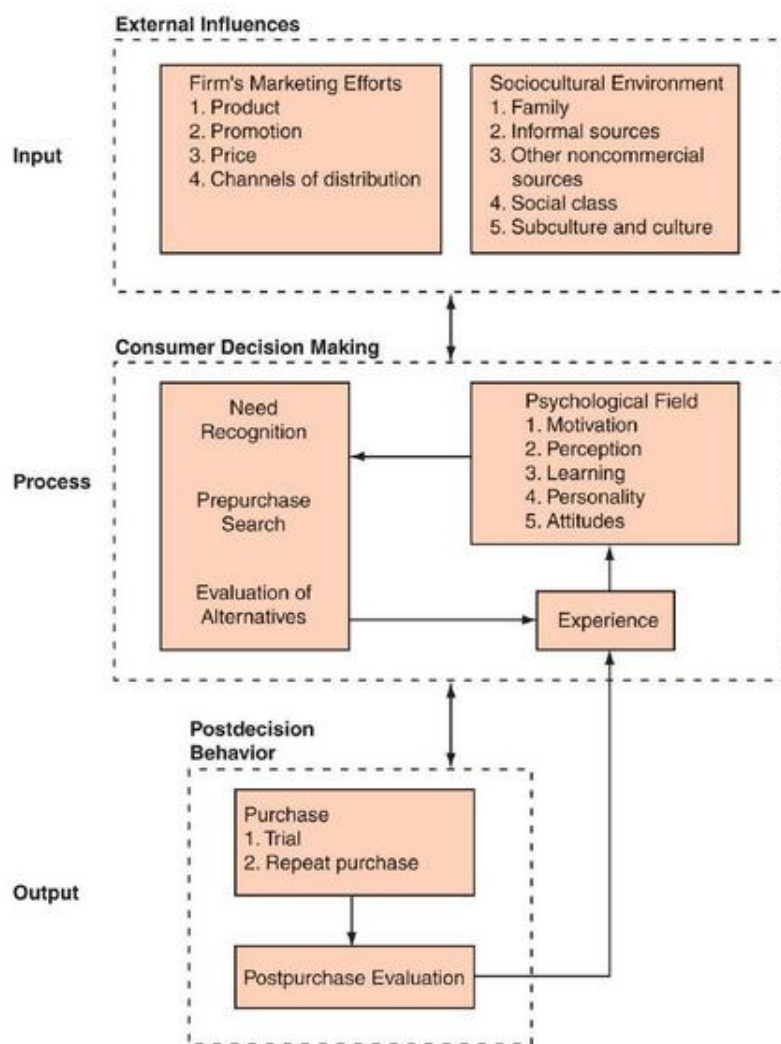 External Influences
Input
Firm's Marketing Efforts
1. Product
2. Promotion
3. Price
4. Channels of distribution
Sociocultural Environment
1. Family
2. Informal sources
3. Other noncommercial
sources
4. Social class
5. Subculture and culture
Consumer Decision Making
Process
Need
Recognition
Prepurchase
Search
Evaluation of
Alternatives
Psychological Field
1. Motivation
2. Perception
3. Learning
4. Personality
5. Attitudes
Experience
Postdecision
Behavior
Output
Purchase
1. Trial
2. Repeat purchase
Postpurchase Evaluation